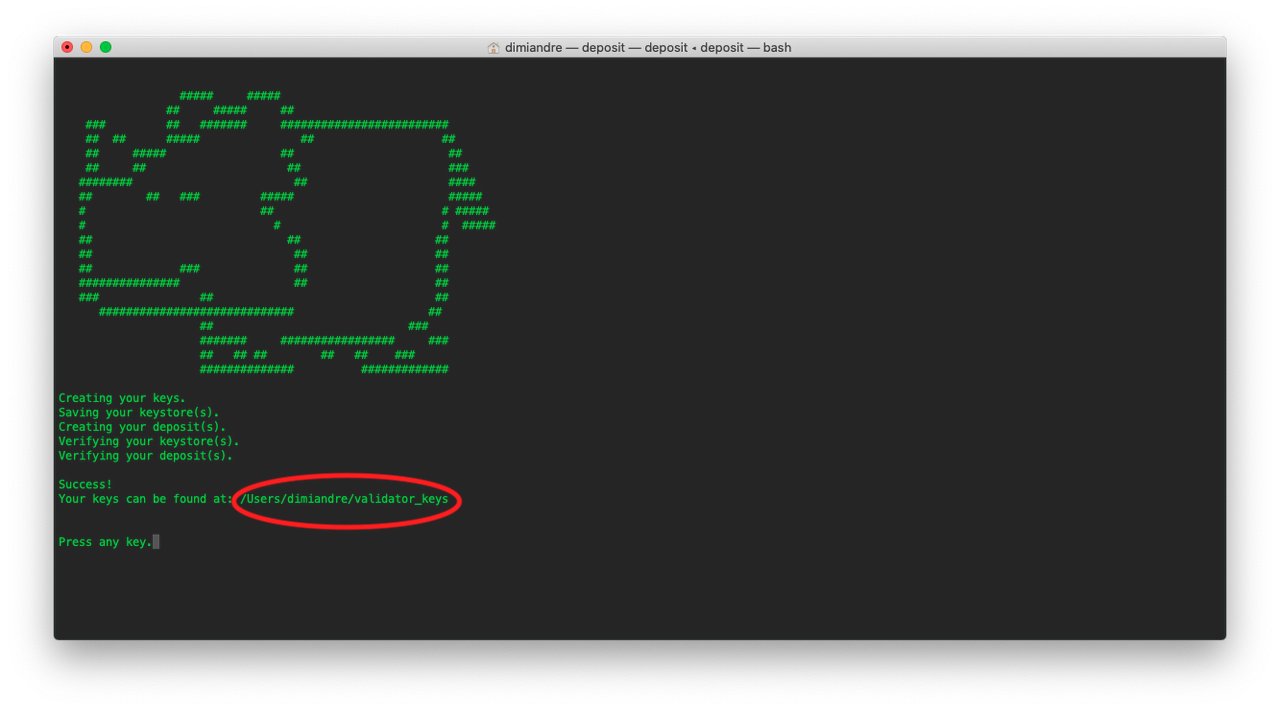 dimiandre — deposit — deposit ◂ deposit — bash
Creating your keys.
Saving your keystore(s).
Creating your deposit(s).
Verifying your keystore(s).
Verifying your deposit(s).
Success!
Your keys can be found at: /Users/dimiandre/validator_keys
Press any key.